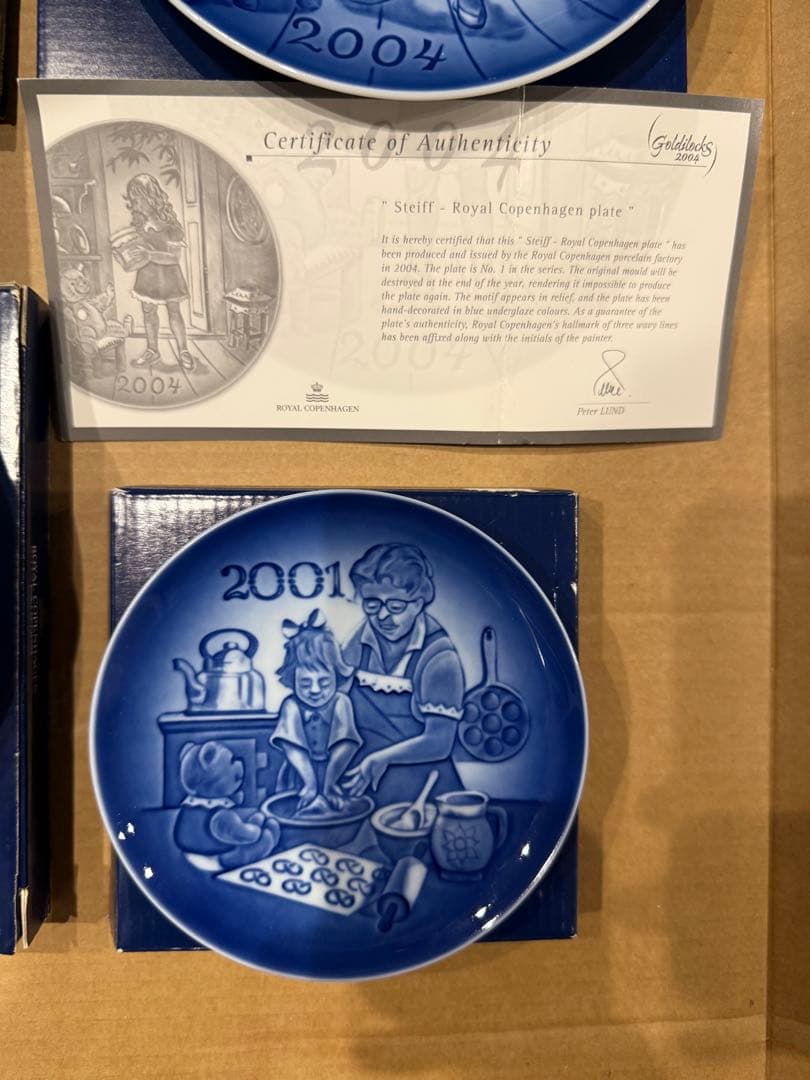 2004
Certificate of Authenticity
Goldilocks
2004
" Steiff - Royal Copenhagen plate "
It is hereby certified that this " Steiff - Royal Copenhagen plate " has
been produced and issued by the Royal Copenhagen porcelain factory
in 2004. The plate is No. 1 in the series. The original mould will be
destroyed at the end of the year, rendering it impossible to produce
the plate again. The motif appears in relief, and the plate has been
hand-decorated in blue underglaze colours. As a guarantee of the
plate's authenticity, Royal Copenhagen's hallmark of three wavy lines
has been affixed along with the initials of the painter.
2004
2004
2004
ROYAL COPENHAGEN
Peter LUND
ROYAL COPENHAGEN
2001